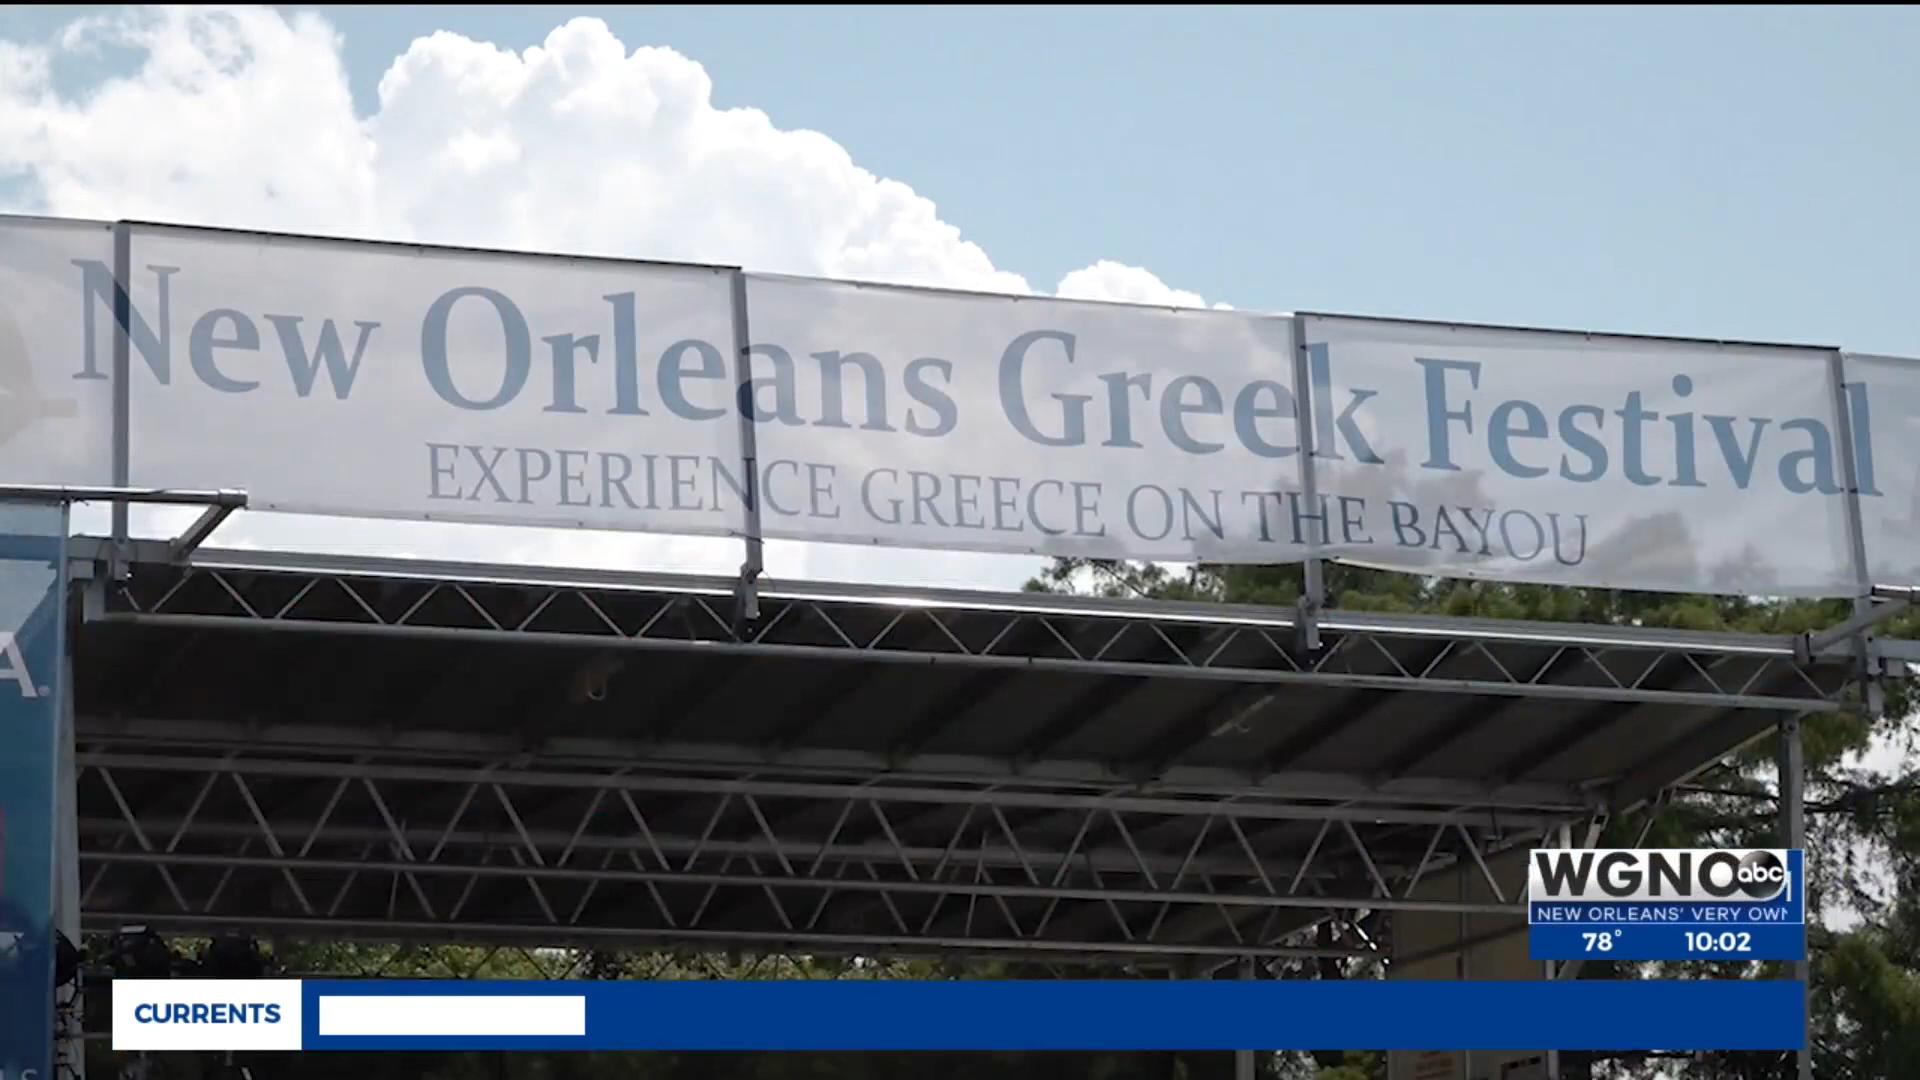 New Orleans Greek Festival
EXPERIENCE GREECE ON THE BAYOU
A.
WGNO abc
NEW ORLEANS' VERY OWN
78° 10:02
CURRENTS